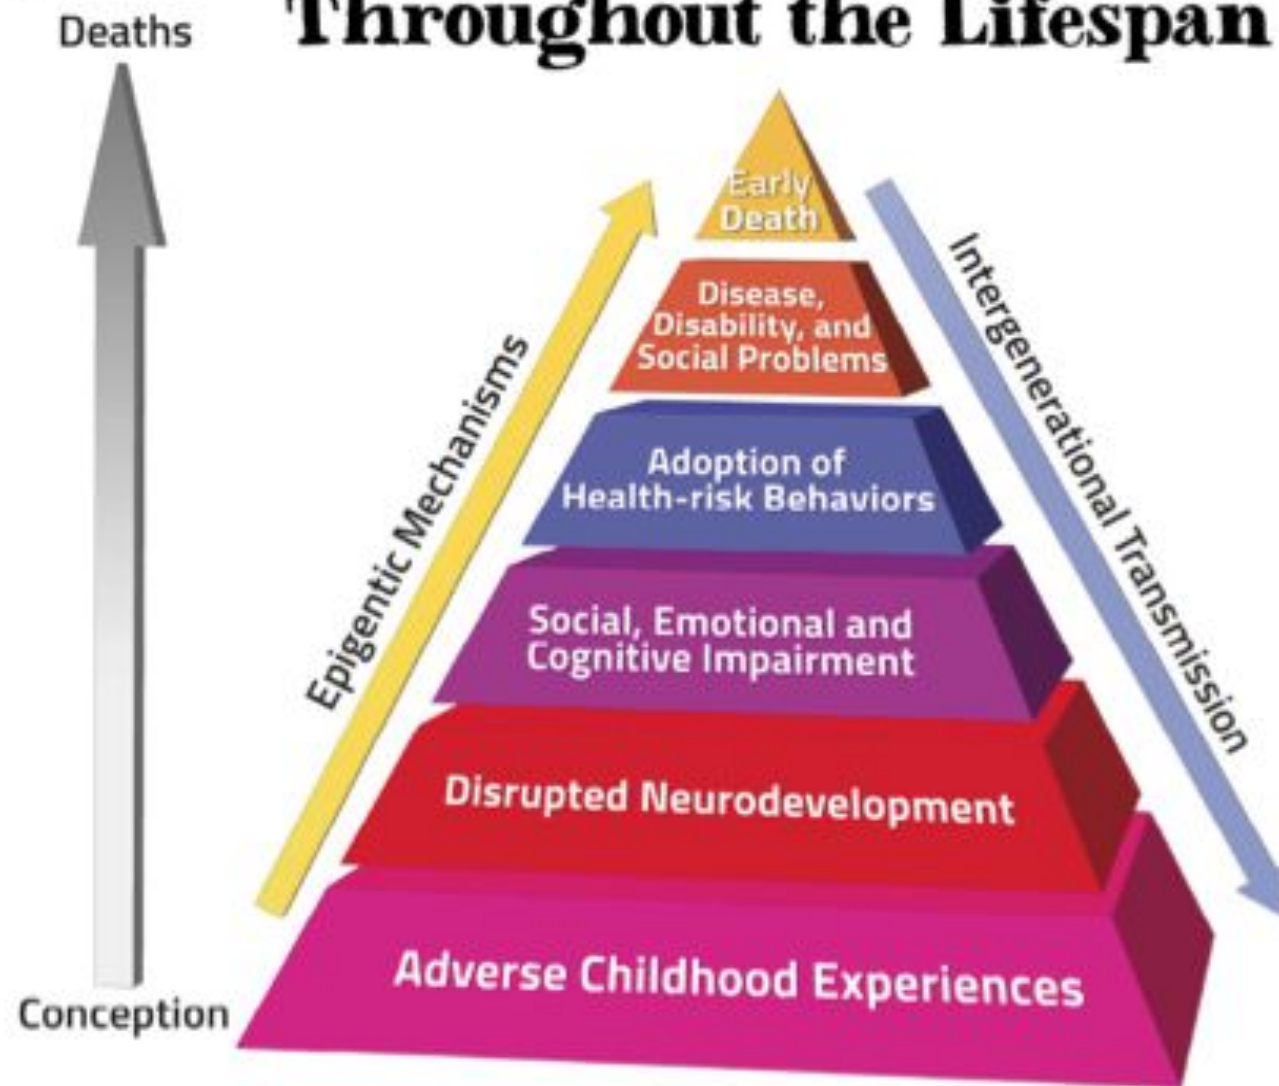 Throughout the Lifespan
Deaths
Early
Death
Disease,
Disability, and
Social Problems
Adoption of
Health-risk Behaviors
Social, Emotional and
Cognitive Impairment
Disrupted Neurodevelopment
Adverse Childhood Experiences
Epigentic Mechanisms
Intergenerational Transmission
Conception